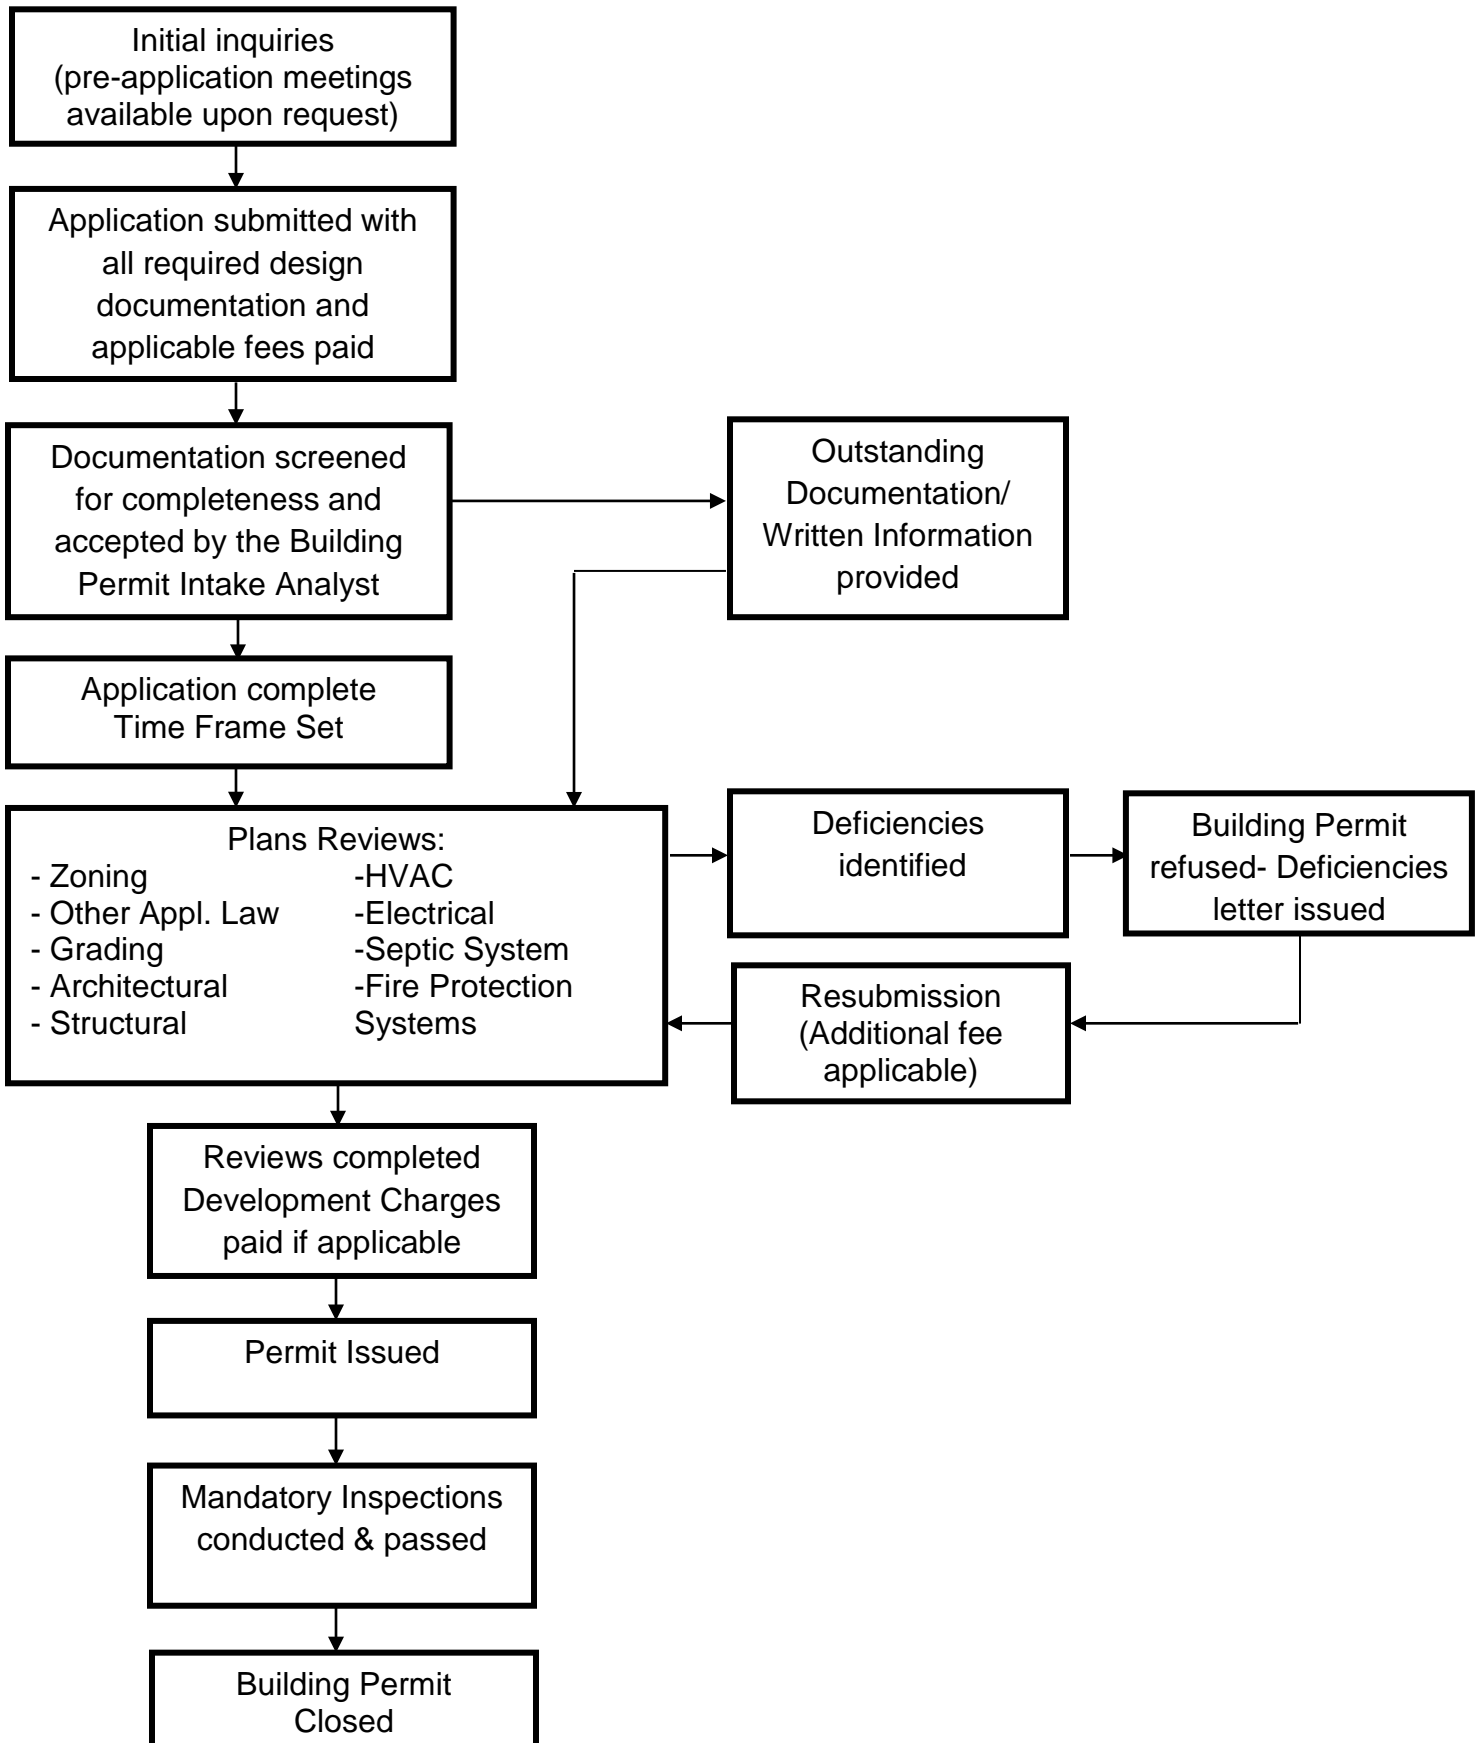 Initial inquiries
(pre-application meetings
available upon request)
Application submitted with
all required design
documentation and
applicable fees paid
Documentation screened
for completeness and
accepted by the Building
Permit Intake Analyst
Outstanding
Documentation/
Written Information
provided
Application complete
Time Frame Set
Plans Reviews:
- Zoning
- Other Appl. Law
- Grading
- Architectural
- Structural
-HVAC
-Electrical
-Septic System
-Fire Protection
Systems
Deficiencies
identified
Building Permit
refused- Deficiencies
letter issued
Resubmission
(Additional fee
applicable)
Reviews completed
Development Charges
paid if applicable
Permit Issued
Mandatory Inspections
conducted & passed
Building Permit
Closed